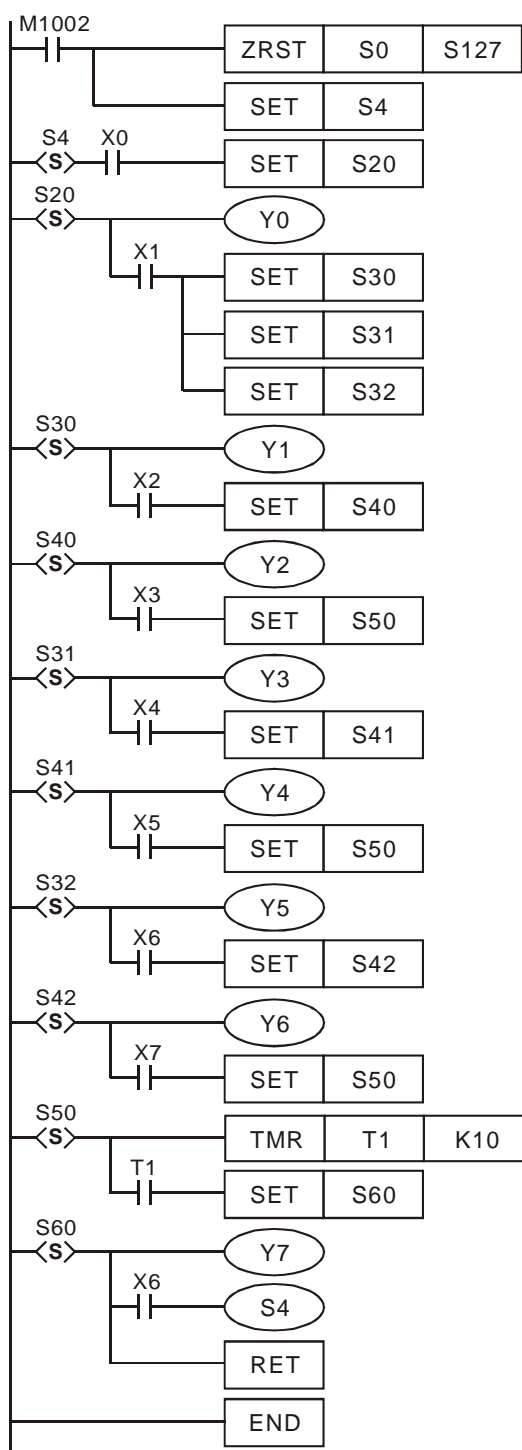 M1002
ZRST S0 S127
SET S4
S4 X0
S SET S20
S20
S Y0
X1
SET S30
SET S31
SET S32
S30
S Y1
X2
SET S40
S40
S Y2
X3
SET S50
S31
S Y3
X4
SET S41
S41
S Y4
X5
SET S50
S32
S Y5
X6
SET S42
S42
S Y6
X7
SET S50
S50
S TMR T1 K10
T1
SET S60
S60
S Y7
X6
S4
RET
END